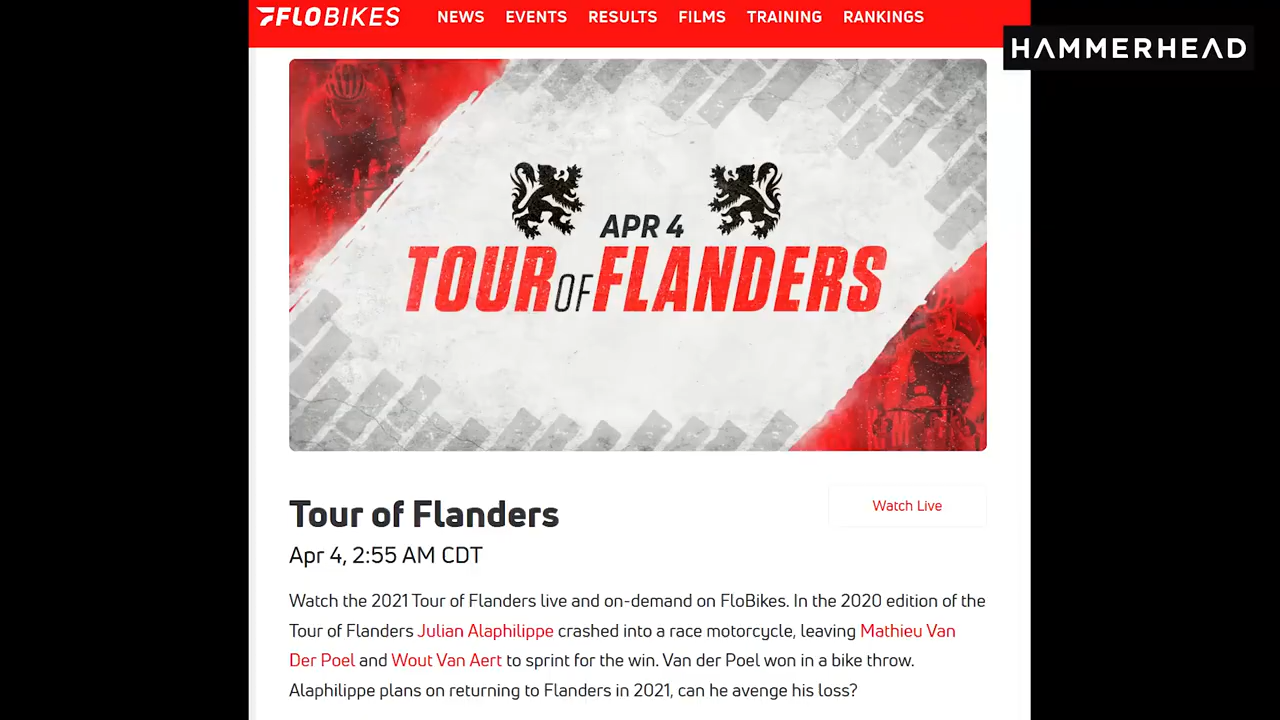 FLOBIKES NEWS EVENTS RESULTS FILMS TRAINING RANKINGS
HAMMERHEAD
APR 4
TOUR OF FLANDERS
Tour of Flanders
Watch Live
Apr 4, 2:55 AM CDT
Watch the 2021 Tour of Flanders live and on-demand on FloBikes. In the 2020 edition of the
Tour of Flanders Julian Alaphilippe crashed into a race motorcycle, leaving Mathieu Van
Der Poel and Wout Van Aert to sprint for the win. Van der Poel won in a bike throw.
Alaphilippe plans on returning to Flanders in 2021, can he avenge his loss?